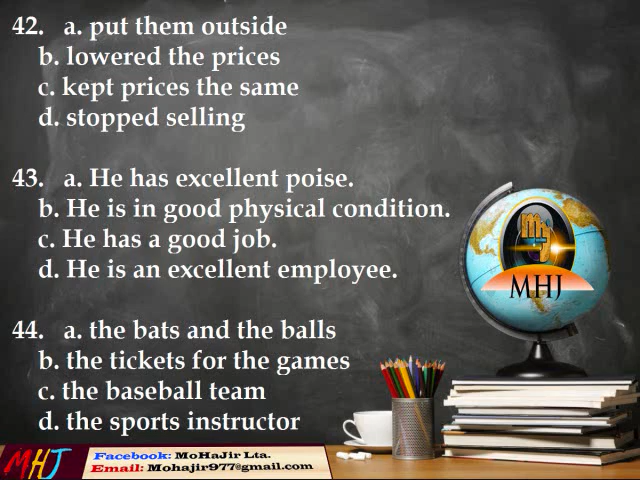 42. a. put them outside
b. lowered the prices
c. kept prices the same
d. stopped selling
43. a. He has excellent poise.
b. He is in good physical condition.
c. He has a good job.
d. He is an excellent employee.
MHJ
44. a. the bats and the balls
b. the tickets for the games
c. the baseball team
d. the sports instructor
MHJ
Facebook: MoHaJir Lta.
Email: Mohajir977@gmail.com